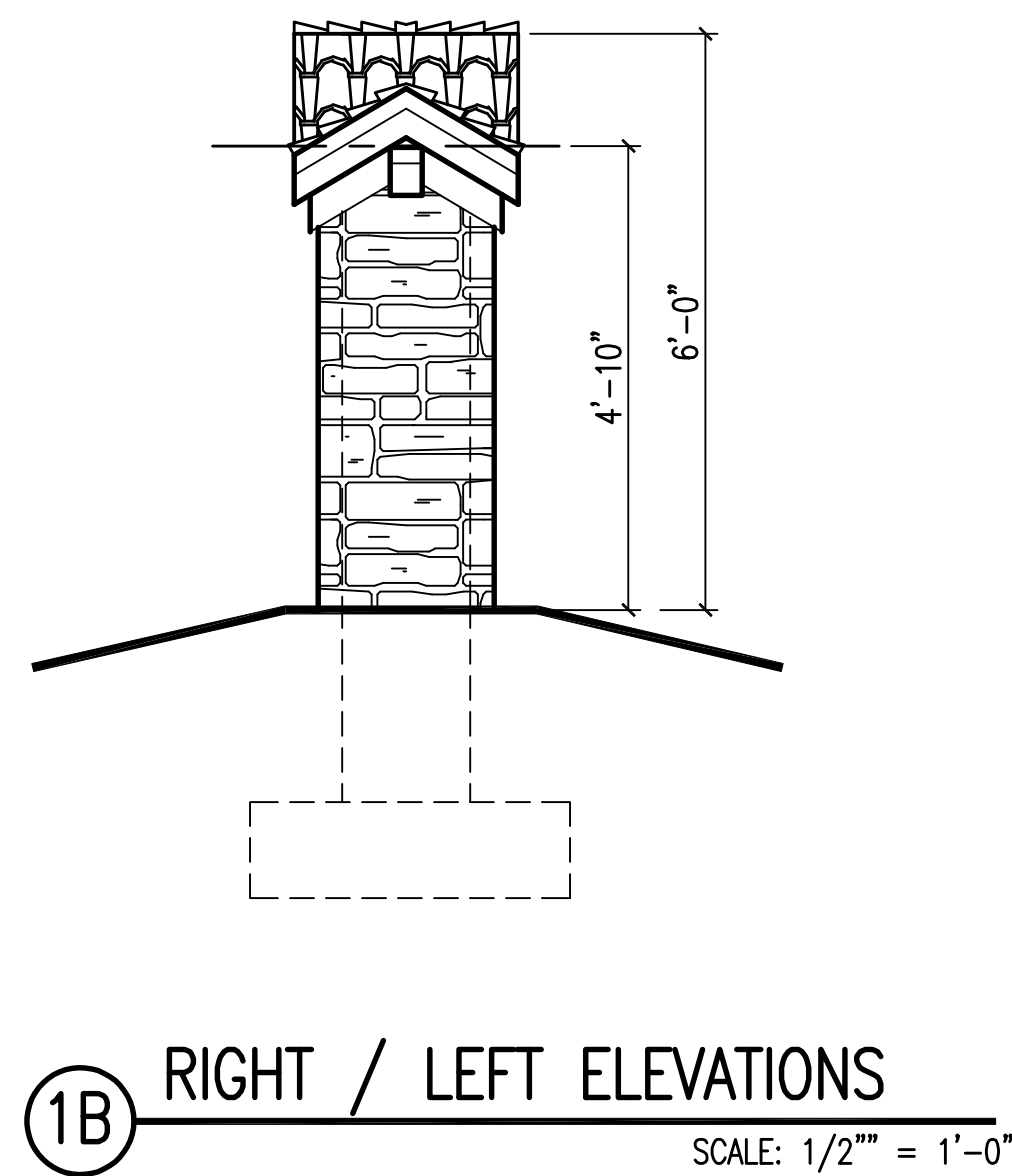 4'-10"
6'-0"
1B
RIGHT / LEFT ELEVATIONS
SCALE: 1/2"" = 1'-0"